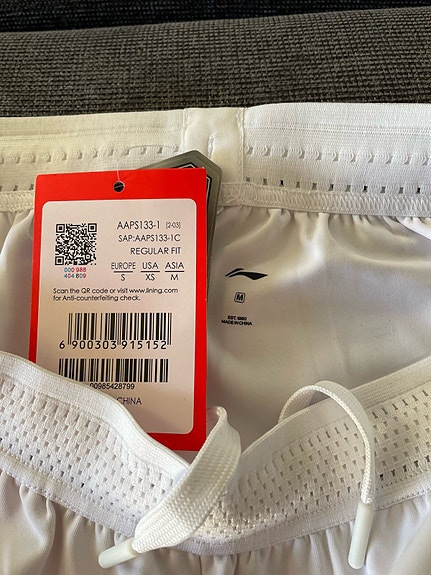 AAPS133-1 [2-03]
SAP:AAPS133-1C
REGULAR FIT
EUROPE USA ASIA
S XS M
000 988
404 809
Scan the QR code or visit www.lining.com
for Anti-counterfeiting check.
6 900303 915152
00985428799
CHINA
M
EST. 1990
MADE IN CHINA